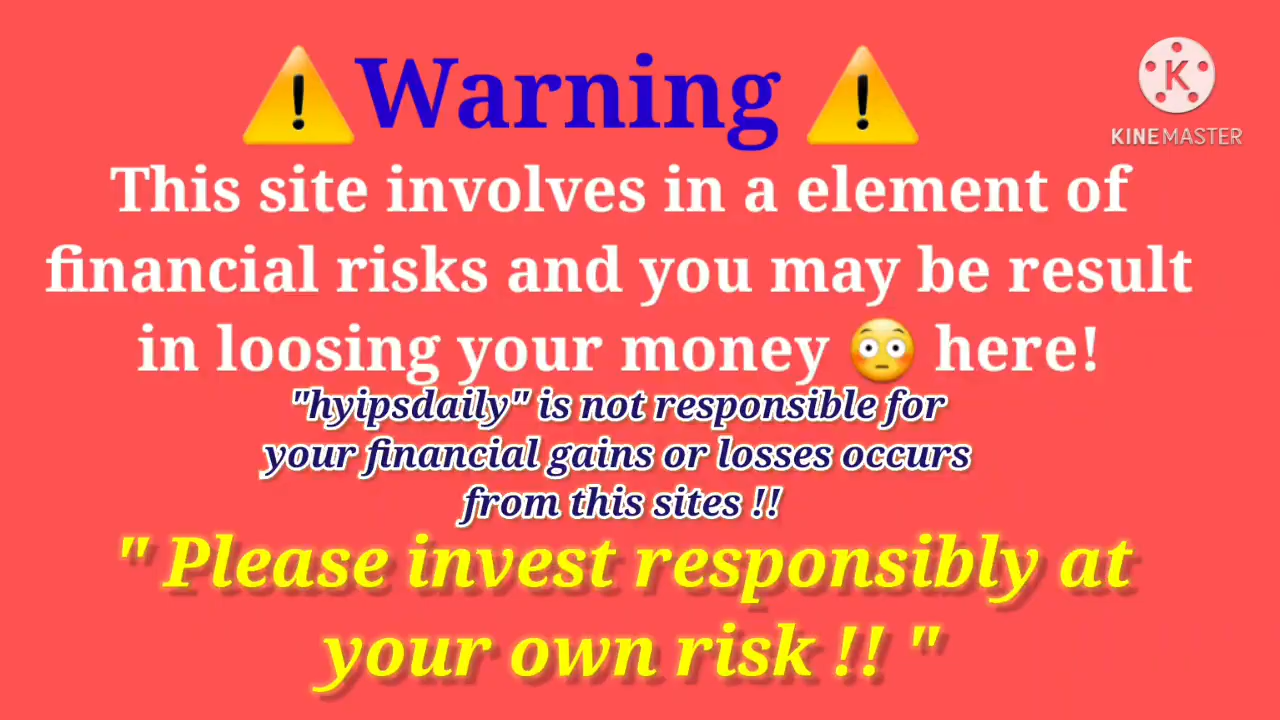 ⚠️Warning ⚠️
K
KINEMASTER
This site involves in a element of
financial risks and you may be result
in loosing your money 😳 here!
"hyipsdaily" is not responsible for
your financial gains or losses occurs
from this sites !!
" Please invest responsibly at
your own risk !! "